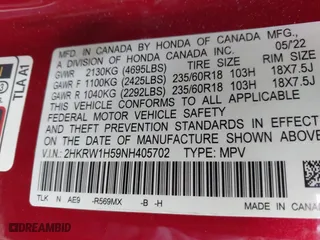 MFD. IN CANADA BY HONDA OF CANADA MFG., 05/22
A DIVISION OF HONDA CANADA INC.
TIRE SIZE RIM SIZE
GVWR 2130KG (4695LBS)
GAWR F 1100KG (2425LBS) 235/60R18 103H 18X7.5J
GAWR R 1040KG (2292LBS) 235/60R18 103H 18X7.5J
THIS VEHICLE CONFORMS TO ALL APPLICABLE
FEDERAL MOTOR VEHICLE SAFETY
AND THEFT PREVENTION STANDARDS IN EFFECT
ON THE DATE OF MANUFACTURE SHOWN ABOVE.
V.I.N.: 2HKRW1H59NH405702 TYPE: MPV
TLK N AE9 -R569MX -B -H
TLA A1
DREAMBID